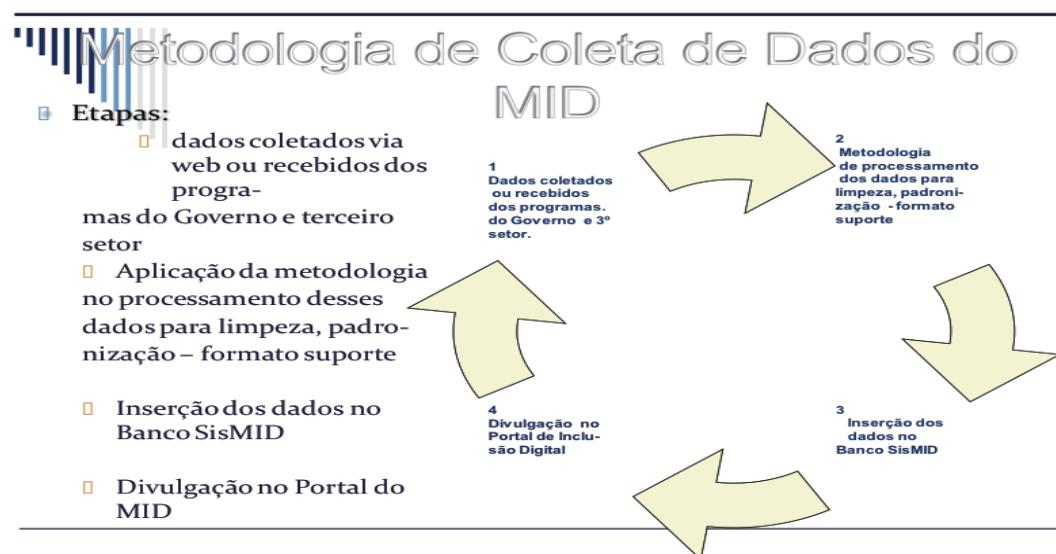 Metodologia de Coleta de Dados do
MID
Etapas:
dados coletados via
web ou recebidos dos
progra-
mas do Governo e terceiro
setor
Aplicação da metodologia
no processamento desses
dados para limpeza, padro-
nização – formato suporte
Inserção dos dados no
Banco SisMID
Divulgação no Portal do
MID
1
Dados coletados
ou recebidos
dos programas.
do Governo e 3º
setor.
2
Metodologia
de processamento
dos dados para
limpeza, padroni-
zação - formato
suporte
3
Inserção dos
dados no
Banco SisMID
4
Divulgação no
Portal de Inclu-
são Digital